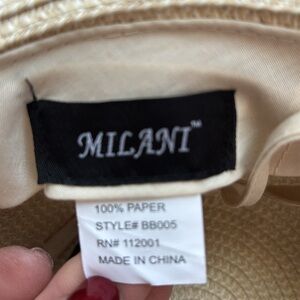 MILANI™
100% PAPER
STYLE# BB005
RN# 112001
MADE IN CHINA